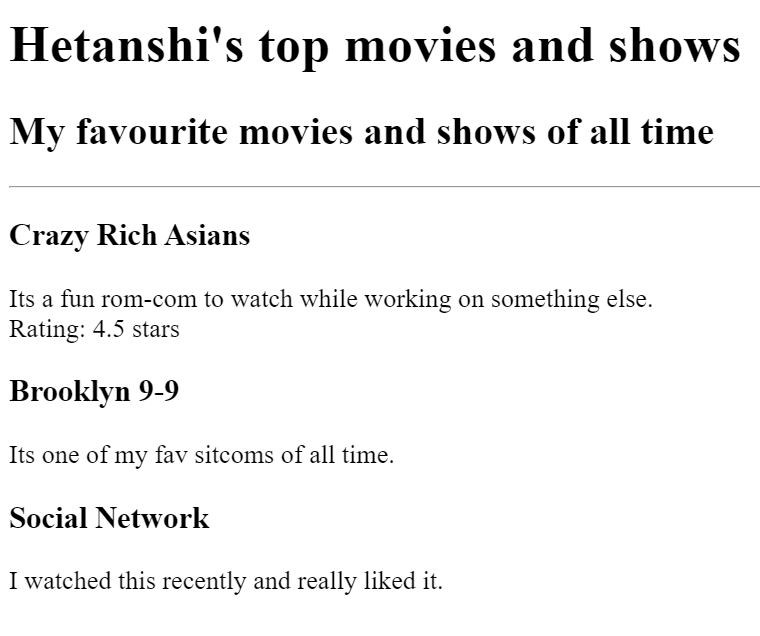 Hetanshi's top movies and shows
My favourite movies and shows of all time
Crazy Rich Asians
Its a fun rom-com to watch while working on something else.
Rating: 4.5 stars
Brooklyn 9-9
Its one of my fav sitcoms of all time.
Social Network
I watched this recently and really liked it.